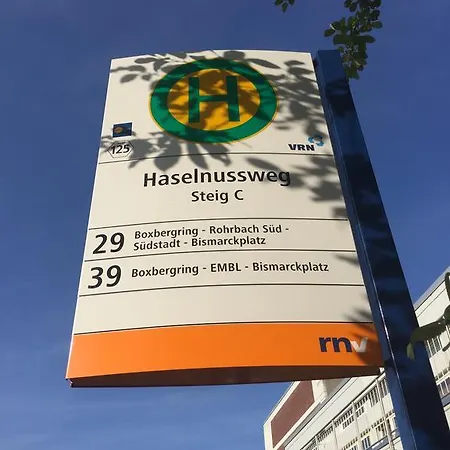 H
125
VRN
Haselnussweg
Steig C
29 Boxbergring - Rohrbach Süd -
Südstadt - Bismarckplatz
39 Boxbergring - EMBL - Bismarckplatz
rnv